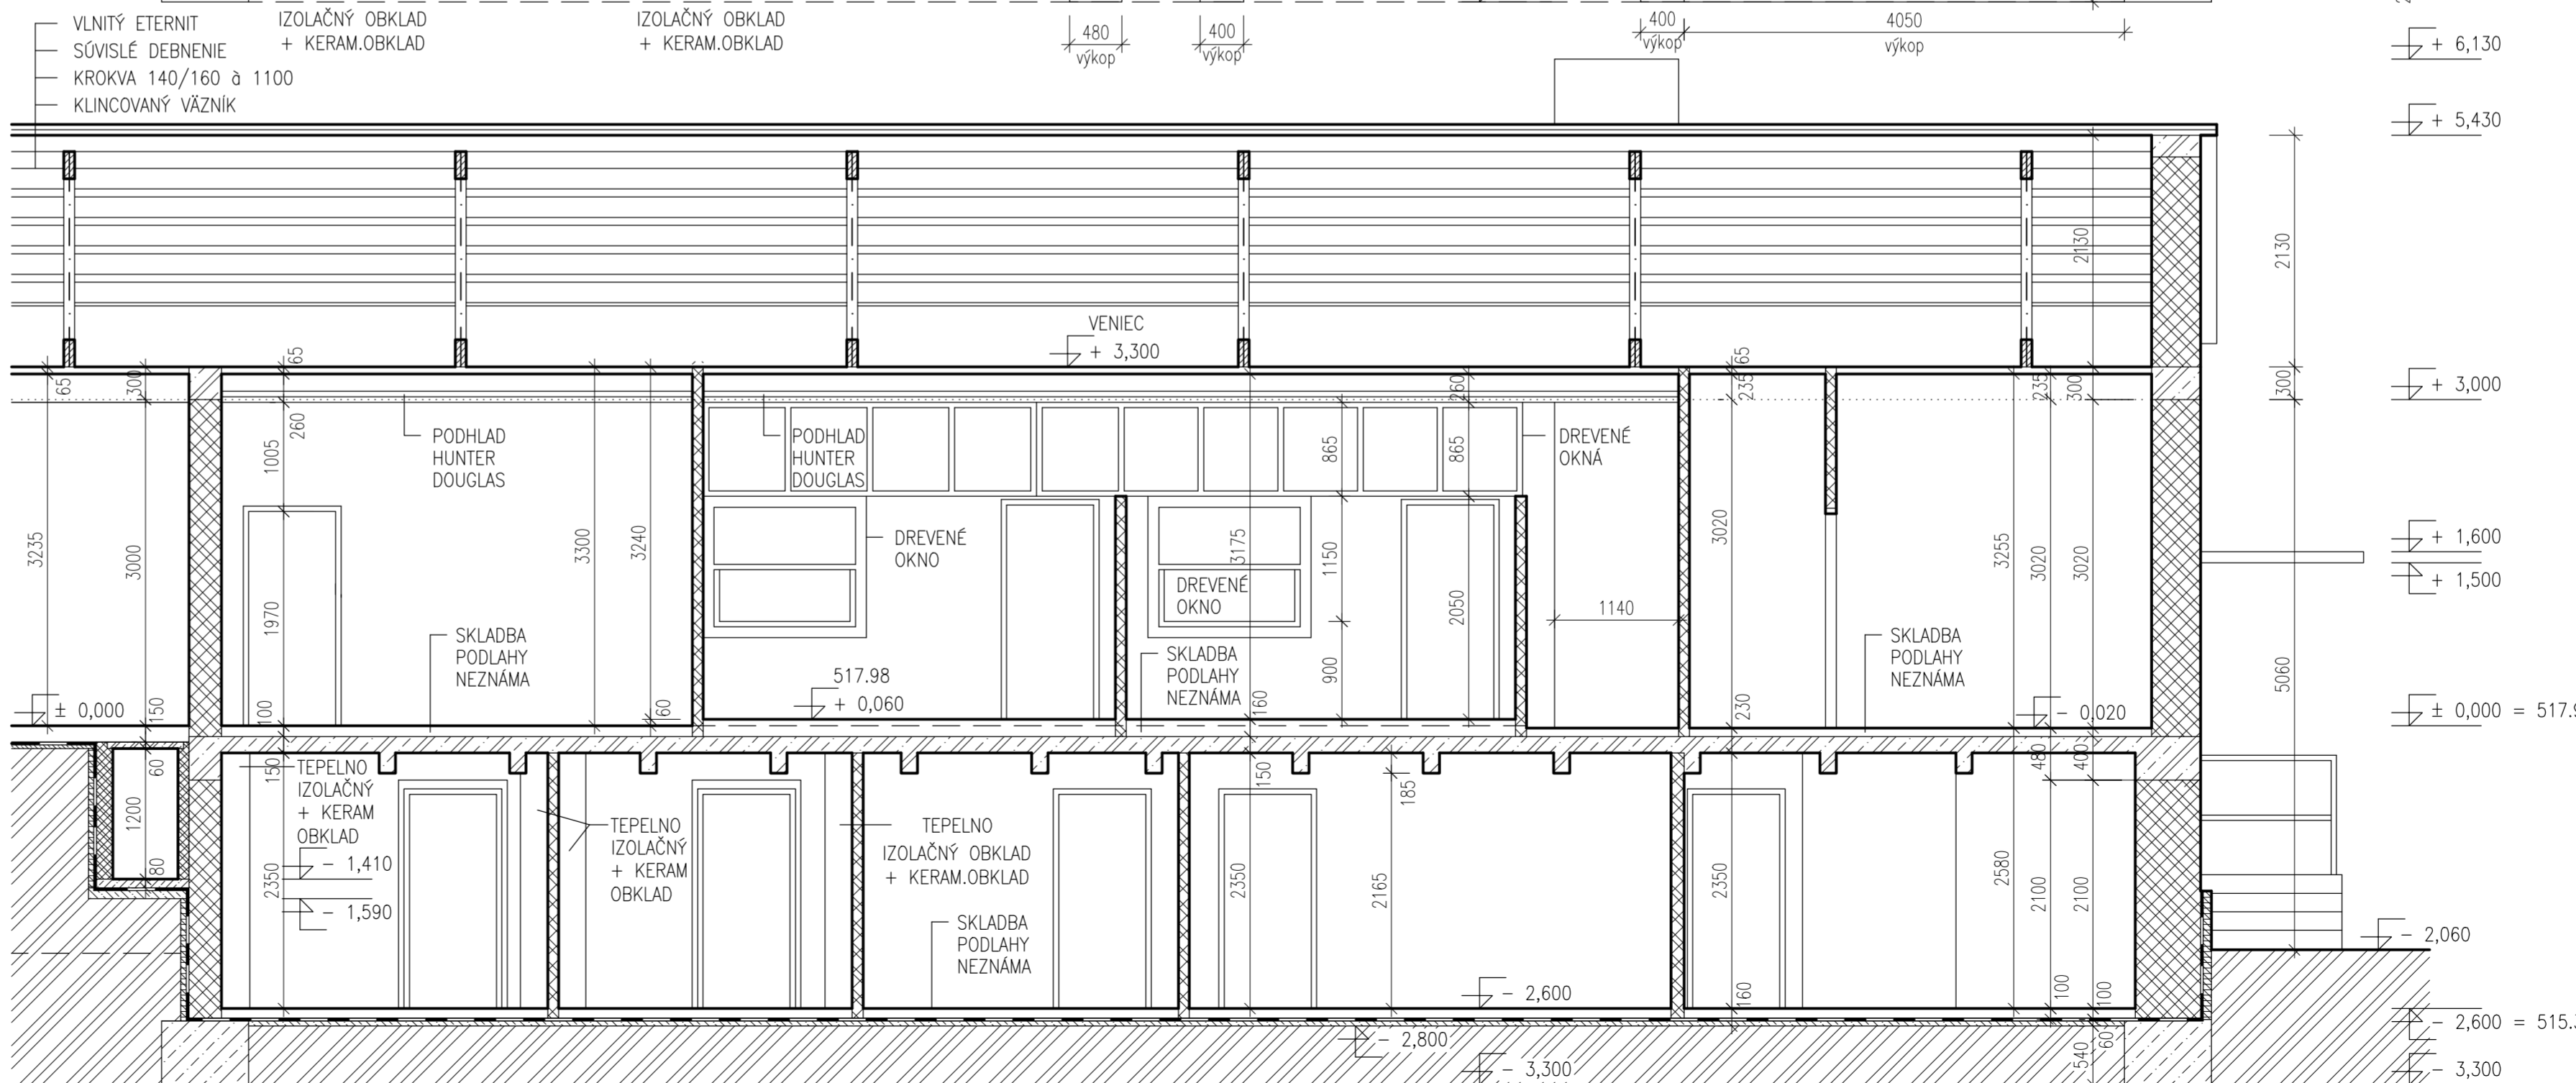 VLNITÝ ETERNIT
SÚVISLÉ DEBNENIE
KROKVA 140/160 à 1100
KLINCOVANÝ VÄZNÍK
IZOLAČNÝ OBKLAD
+ KERAM.OBKLAD
IZOLAČNÝ OBKLAD
+ KERAM.OBKLAD
480
výkop
400
výkop
400
výkop
4050
výkop
+ 6,130
+ 5,430
2130
2130
VENIEC
+ 3,300
65
300
65
65
260
235
235
300
300
+ 3,000
PODHLAD
HUNTER
DOUGLAS
PODHLAD
HUNTER
DOUGLAS
DREVENÉ
OKNÁ
260
1005
865
865
3235
3000
1970
3300
3240
DREVENÉ
OKNO
3175
DREVENÉ
OKNO
1150
2050
900
1140
3020
3255
3020
3020
+ 1,600
+ 1,500
5060
SKLADBA
PODLAHY
NEZNÁMA
517.98
+ 0,060
SKLADBA
PODLAHY
NEZNÁMA
SKLADBA
PODLAHY
NEZNÁMA
± 0,000
150
100
60
160
230
- 0,020
± 0,000 = 517.9
60
1200
80
150
TEPELNO
IZOLAČNÝ
+ KERAM
OBKLAD
- 1,410
- 1,590
2350
TEPELNO
IZOLAČNÝ
+ KERAM
OBKLAD
TEPELNO
IZOLAČNÝ OBKLAD
+ KERAM.OBKLAD
SKLADBA
PODLAHY
NEZNÁMA
150
185
2350
2165
2350
480
400
2580
2100
2100
- 2,060
- 2,600
160
100
100
- 2,600 = 515.
- 2,800
60
540
- 3,300
- 3,300